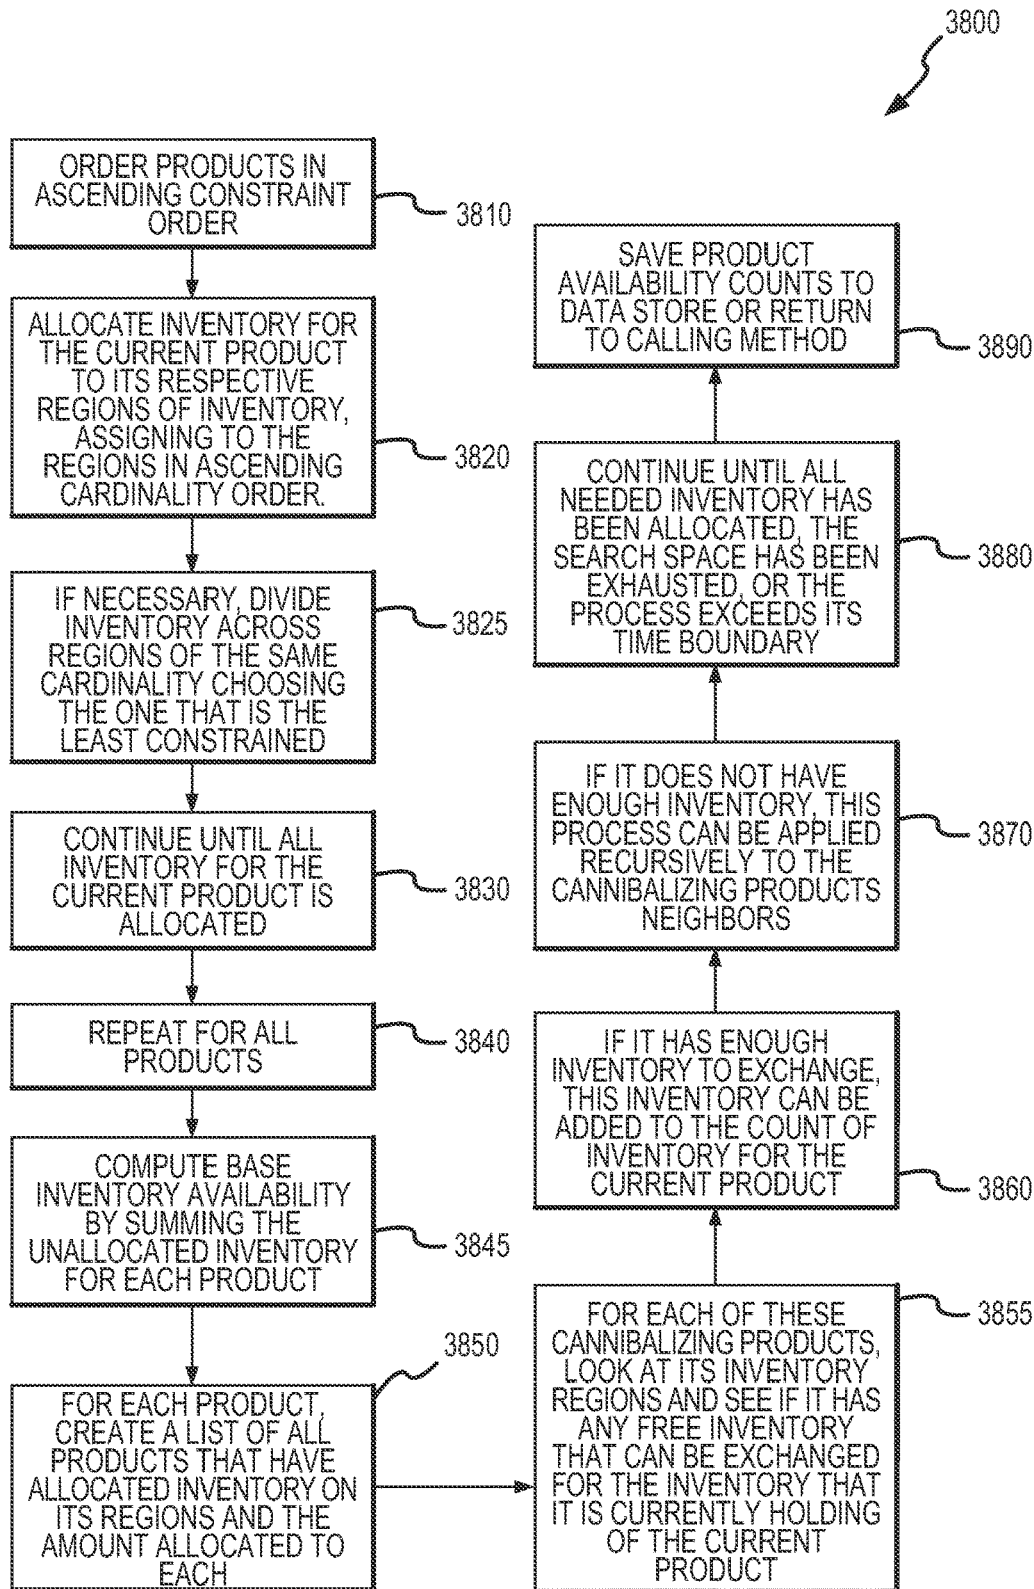 3800
ORDER PRODUCTS IN
ASCENDING CONSTRAINT
ORDER
3810
ALLOCATE INVENTORY FOR
THE CURRENT PRODUCT
TO ITS RESPECTIVE
REGIONS OF INVENTORY,
ASSIGNING TO THE
REGIONS IN ASCENDING
CARDINALITY ORDER.
3820
IF NECESSARY, DIVIDE
INVENTORY ACROSS
REGIONS OF THE SAME
CARDINALITY CHOOSING
THE ONE THAT IS THE
LEAST CONSTRAINED
3825
CONTINUE UNTIL ALL
INVENTORY FOR THE
CURRENT PRODUCT IS
ALLOCATED
3830
REPEAT FOR ALL
PRODUCTS
3840
COMPUTE BASE
INVENTORY AVAILABILITY
BY SUMMING THE
UNALLOCATED INVENTORY
FOR EACH PRODUCT
3845
FOR EACH PRODUCT,
CREATE A LIST OF ALL
PRODUCTS THAT HAVE
ALLOCATED INVENTORY ON
ITS REGIONS AND THE
AMOUNT ALLOCATED TO
EACH
3850
FOR EACH OF THESE
CANNIBALIZING PRODUCTS,
LOOK AT ITS INVENTORY
REGIONS AND SEE IF IT HAS
ANY FREE INVENTORY
THAT CAN BE EXCHANGED
FOR THE INVENTORY THAT
IT IS CURRENTLY HOLDING
OF THE CURRENT
PRODUCT
3855
IF IT HAS ENOUGH
INVENTORY TO EXCHANGE,
THIS INVENTORY CAN BE
ADDED TO THE COUNT OF
INVENTORY FOR THE
CURRENT PRODUCT
3860
IF IT DOES NOT HAVE
ENOUGH INVENTORY, THIS
PROCESS CAN BE APPLIED
RECURSIVELY TO THE
CANNIBALIZING PRODUCTS
NEIGHBORS
3870
CONTINUE UNTIL ALL
NEEDED INVENTORY HAS
BEEN ALLOCATED, THE
SEARCH SPACE HAS BEEN
EXHAUSTED, OR THE
PROCESS EXCEEDS ITS
TIME BOUNDARY
3880
SAVE PRODUCT
AVAILABILITY COUNTS TO
DATA STORE OR RETURN
TO CALLING METHOD
3890